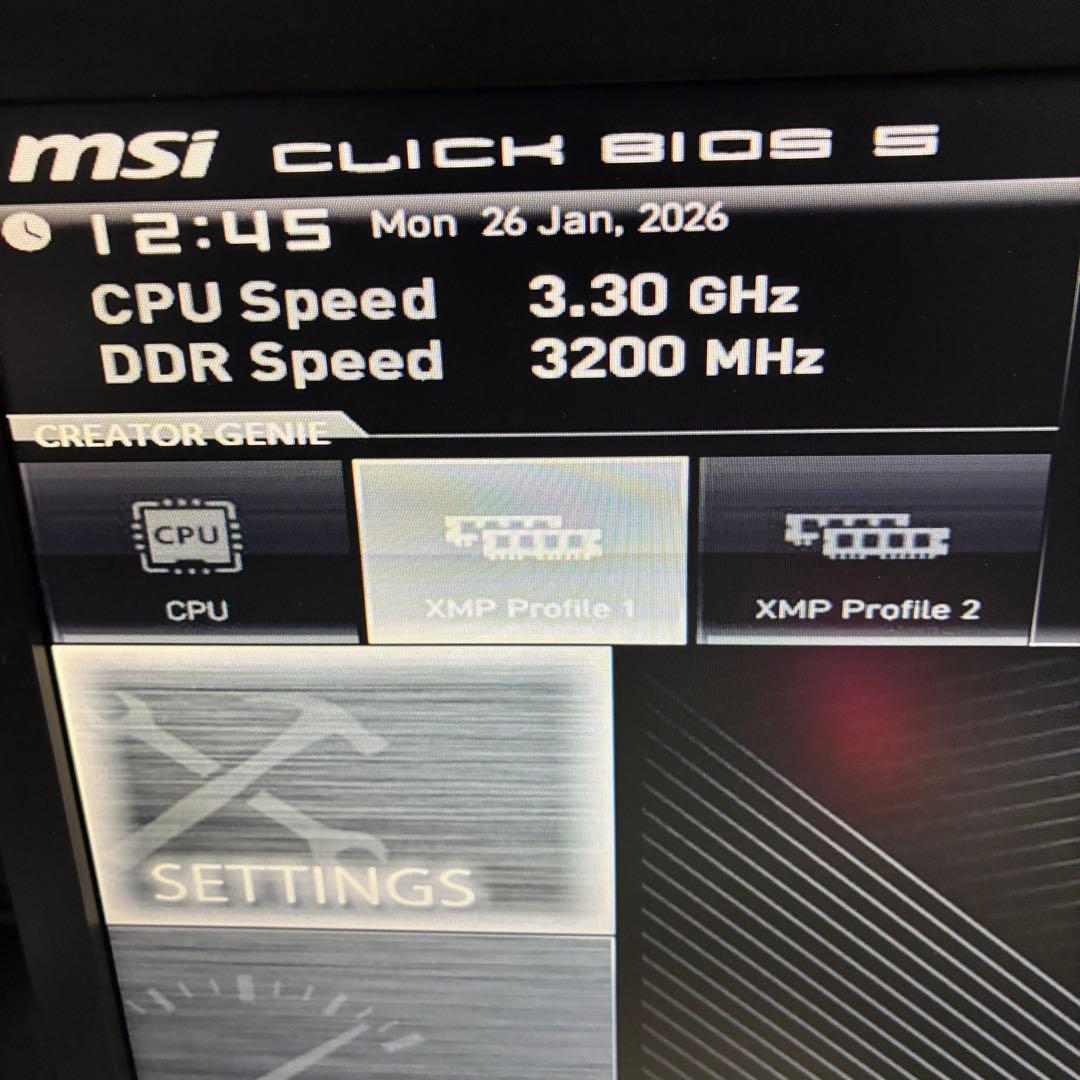 msi CLICK BIOS 5
12:45 Mon 26 Jan, 2026
CPU Speed 3.30 GHz
DDR Speed 3200 MHz
CREATOR GENIE
CPU
CPU
XMP Profile 1
XMP Profile 2
SETTINGS